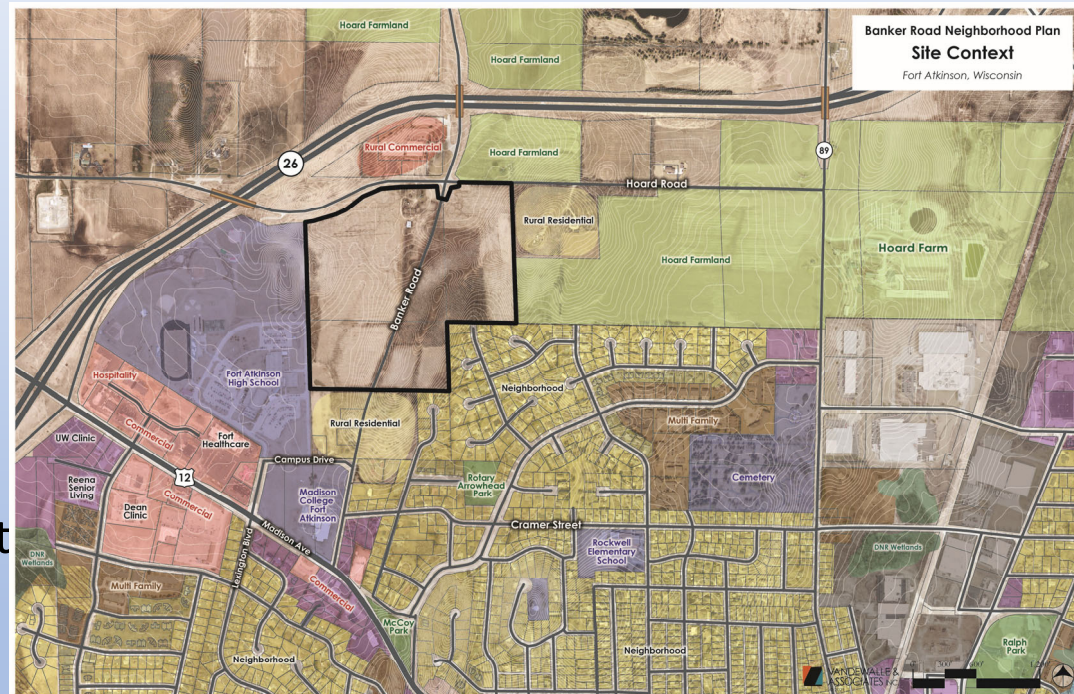 Banker Road Neighborhood Plan
Site Context
Fort Atkinson, Wisconsin
Hoard Farmland
Hoard Farmland
Rural Commercial
Hoard Farmland
26
89
Hoard Road
Rural Residential
Hoard Farmland
Hoard Farm
Banker Road
Fort Atkinson
High School
Hospitality
Commercial
Fort
Healthcare
UW Clinic
Rural Residential
Neighborhood
Multi Family
Campus Drive
12
Reena
Senior
Living
Dean
Clinic
Commercial
Madison
College
Fort
Atkinson
Rotary
Arrowhead
Park
Cemetery
t
Madison Ave
Lexington Blvd
Cramer Street
Rockwell
Elementary
School
DNR
Wetlands
DNR Wetlands
Multi Family
Commercial
McCoy
Park
Neighborhood
Neighborhood
Ralph
Park
VANDEWALLE &
ASSOCIATES INC.
300'
600'